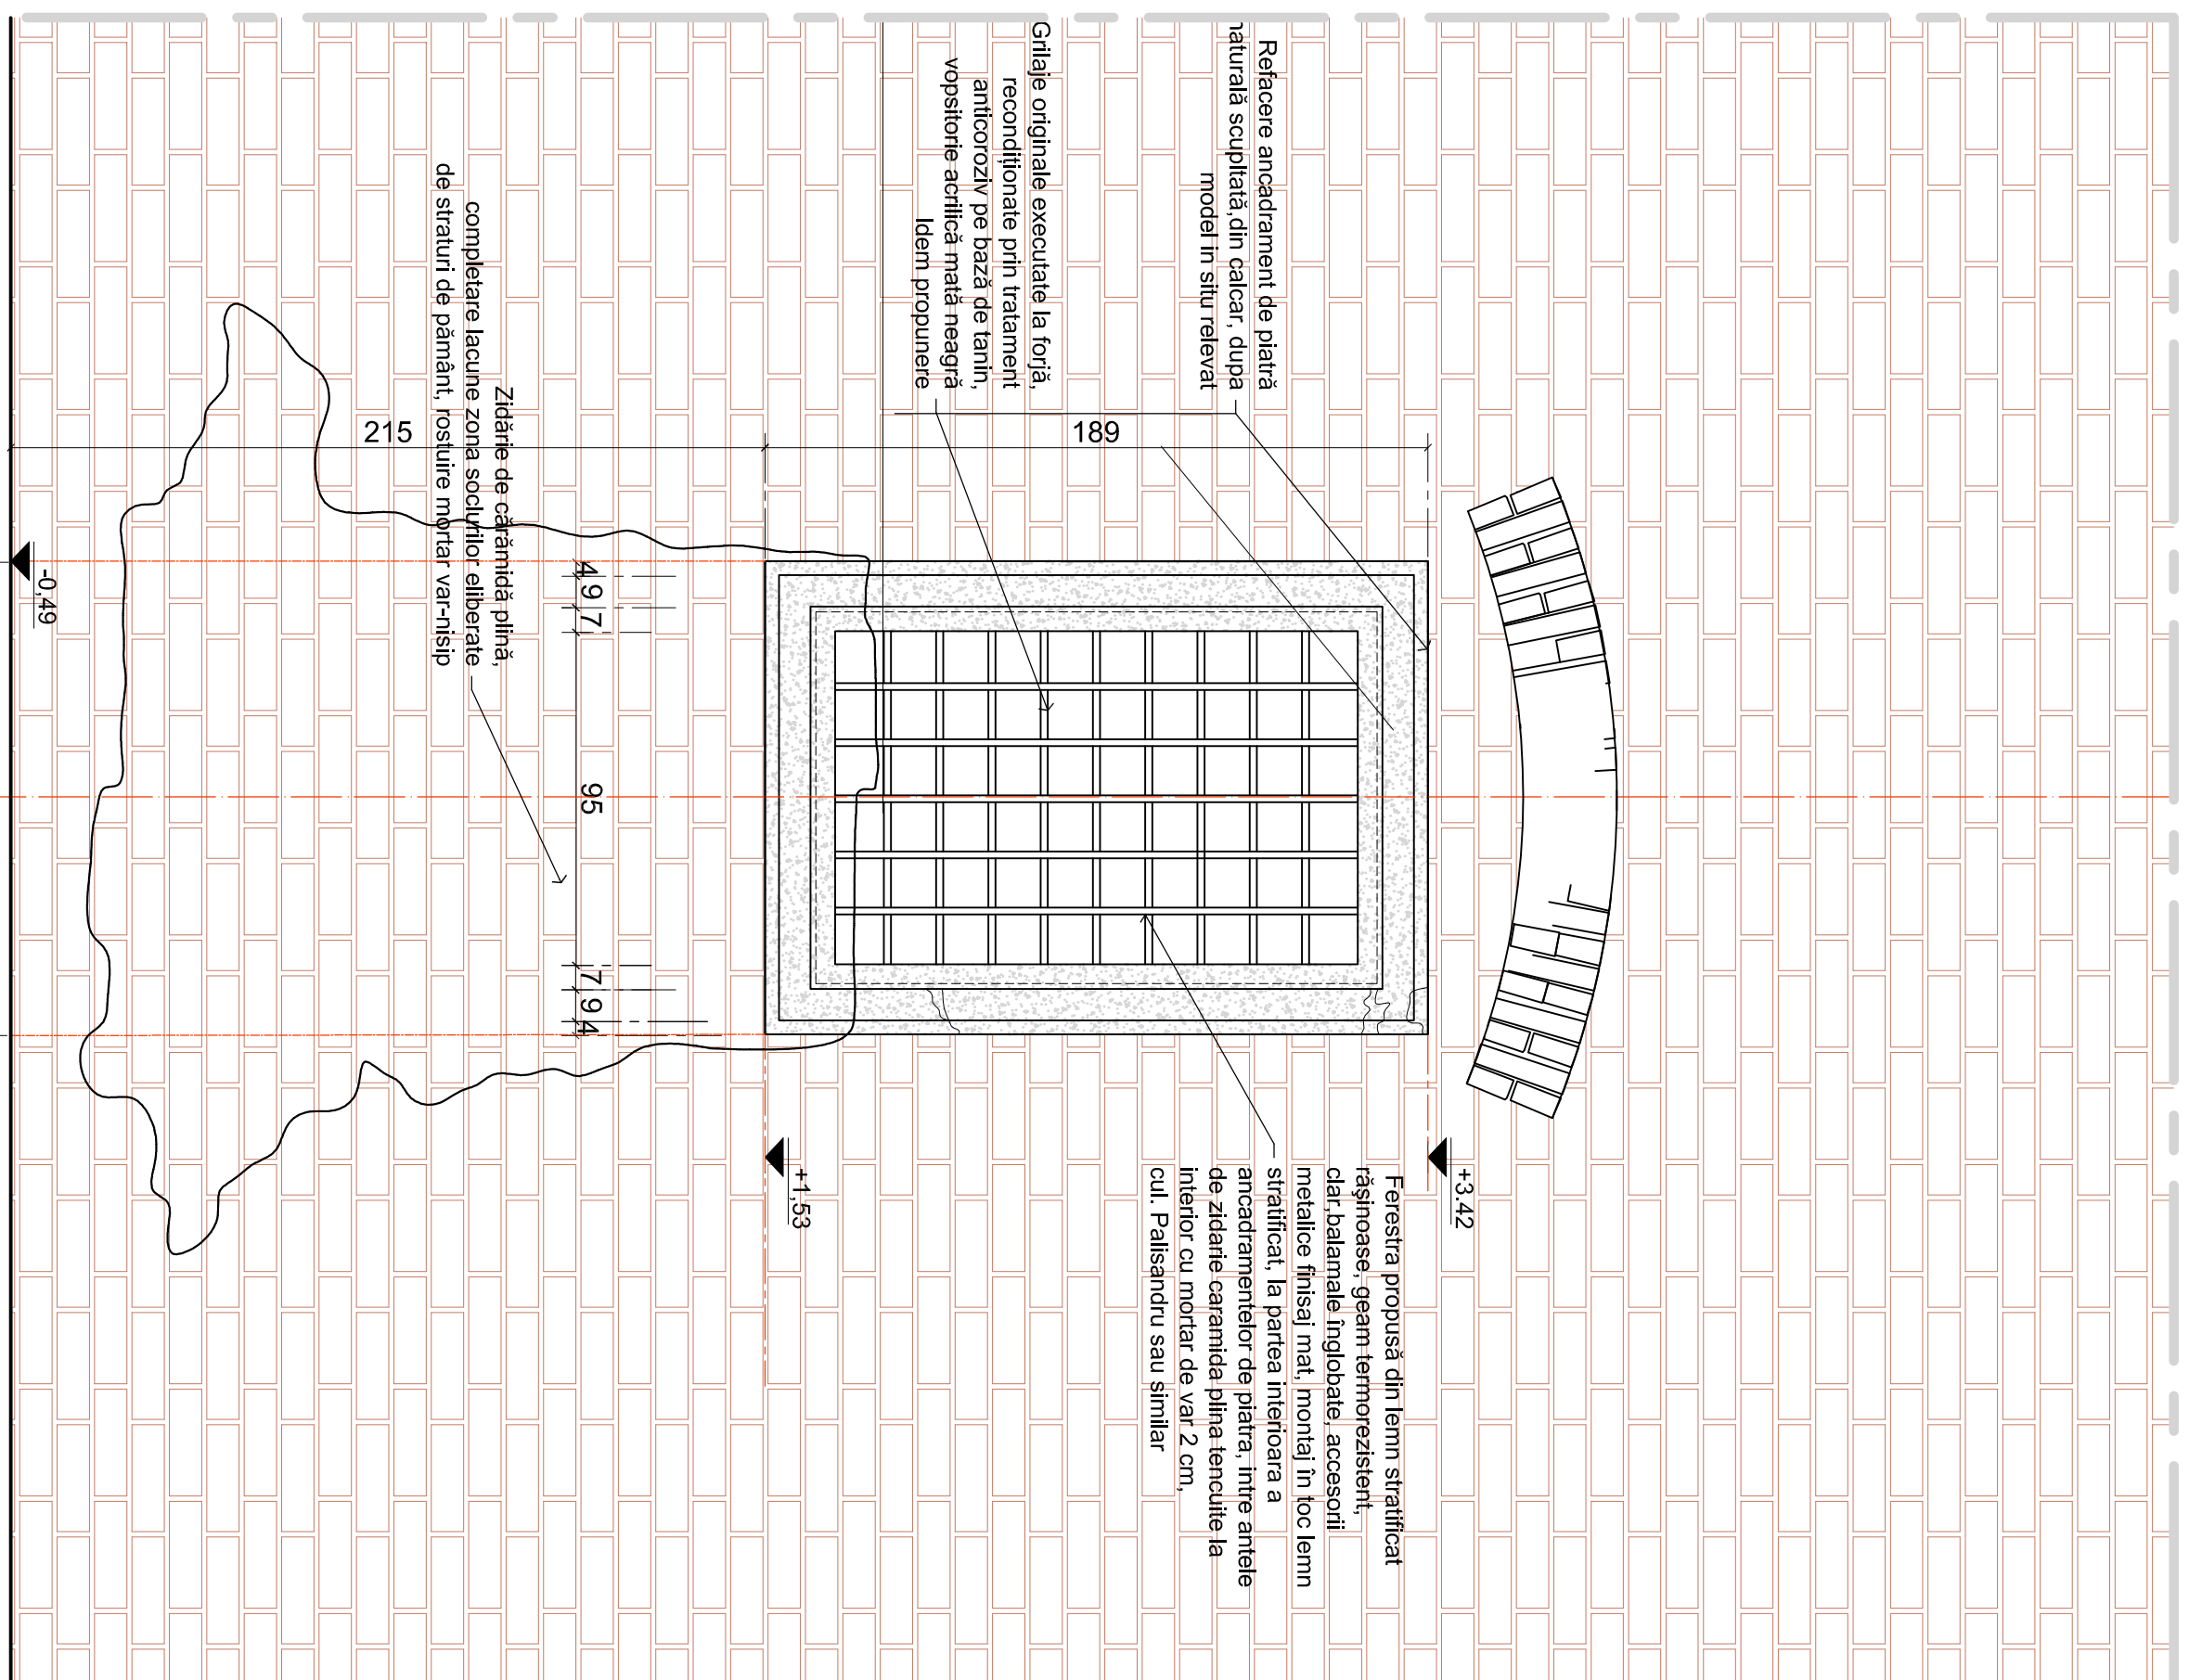 Refacere ancadrament de piatră
naturală scupltată,din calcar, dupa
model in situ relevat
Grilaje originale executate la forjă,
recondiționate prin tratament
anticoroziv pe bază de tanin,
vopsitorie acrilică mată neagră
Idem propunere
Zidărie de cărămidă plină,
completare lacune zona soclurilor eliberate
de straturi de pământ, rostuire mortar var-nisip
215
189
-0,49
4
9
7
95
7
9
4
+3.42
+1,53
Ferestra propusă din lemn stratificat
rășinoase, geam termorezistent,
clar,balamale înglobate, accesorii
metalice finisaj mat, montaj în toc lemn
stratificat, la partea interioara a
ancadramentelor de piatra, intre antele
de zidarie caramida plina tencuite la
interior cu mortar de var 2 cm,
cul. Palisandru sau similar